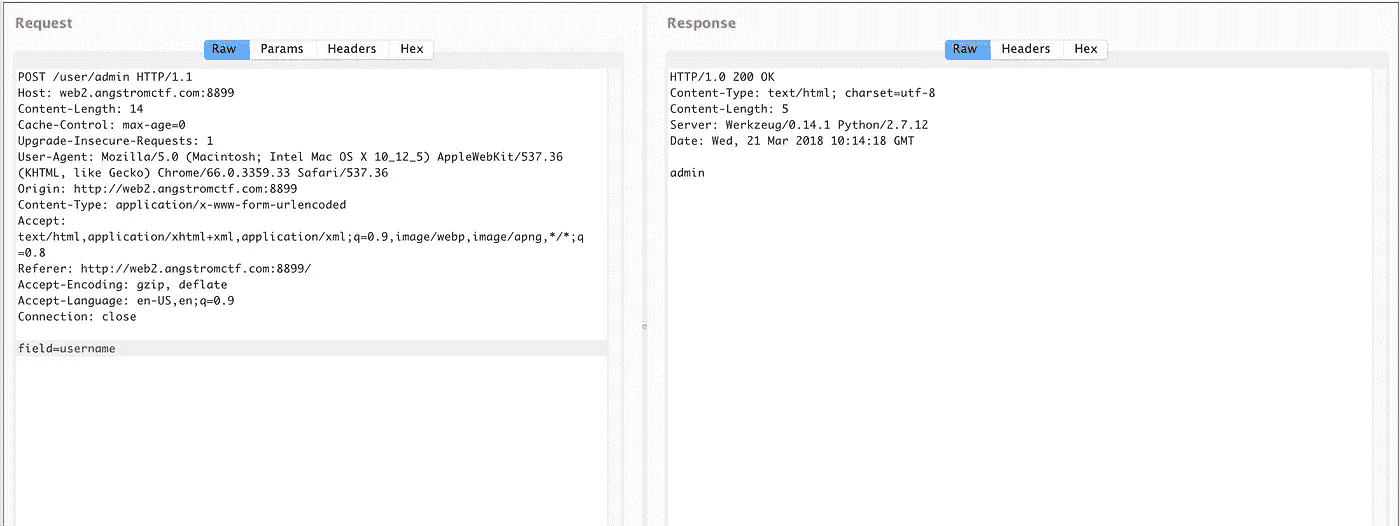 Request
Raw Params Headers Hex
POST /user/admin HTTP/1.1
Host: web2.angstromctf.com:8899
Content-Length: 14
Cache-Control: max-age=0
Upgrade-Insecure-Requests: 1
User-Agent: Mozilla/5.0 (Macintosh; Intel Mac OS X 10_12_5) AppleWebKit/537.36
(KHTML, like Gecko) Chrome/66.0.3359.33 Safari/537.36
Origin: http://web2.angstromctf.com:8899
Content-Type: application/x-www-form-urlencoded
Accept:
text/html,application/xhtml+xml,application/xml;q=0.9,image/webp,image/apng,*/*;q
=0.8
Referer: http://web2.angstromctf.com:8899/
Accept-Encoding: gzip, deflate
Accept-Language: en-US,en;q=0.9
Connection: close
field=username
Response
Raw Headers Hex
HTTP/1.0 200 OK
Content-Type: text/html; charset=utf-8
Content-Length: 5
Server: Werkzeug/0.14.1 Python/2.7.12
Date: Wed, 21 Mar 2018 10:14:18 GMT
admin